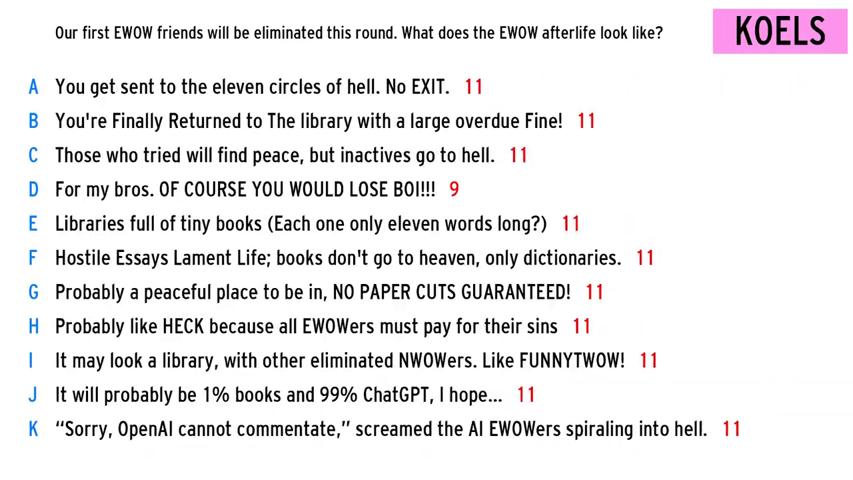 Our first EWOW friends will be eliminated this round. What does the EWOW afterlife look like?
KOELS
A You get sent to the eleven circles of hell. No EXIT. 11
B You're Finally Returned to The library with a large overdue Fine! 11
C Those who tried will find peace, but inactives go to hell. 11
D For my bros. OF COURSE YOU WOULD LOSE BOI!!! 9
E Libraries full of tiny books (Each one only eleven words long?) 11
F Hostile Essays Lament Life; books don't go to heaven, only dictionaries. 11
G Probably a peaceful place to be in, NO PAPER CUTS GUARANTEED! 11
H Probably like HECK because all EWOWers must pay for their sins 11
I It may look a library, with other eliminated NWOWers. Like FUNNYTWOW! 11
J It will probably be 1% books and 99% ChatGPT, I hope... 11
K “Sorry, OpenAI cannot commentate,” screamed the AI EWOWers spiraling into hell. 11